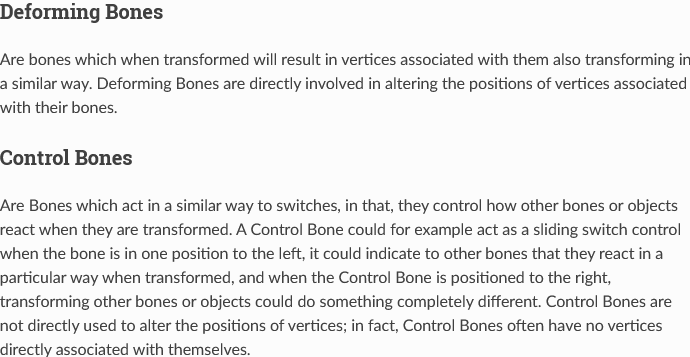 Deforming Bones
Are bones which when transformed will result in vertices associated with them also transforming in
a similar way. Deforming Bones are directly involved in altering the positions of vertices associated
with their bones.
Control Bones
Are Bones which act in a similar way to switches, in that, they control how other bones or objects
react when they are transformed. A Control Bone could for example act as a sliding switch control
when the bone is in one position to the left, it could indicate to other bones that they react in a
particular way when transformed, and when the Control Bone is positioned to the right,
transforming other bones or objects could do something completely different. Control Bones are
not directly used to alter the positions of vertices; in fact, Control Bones often have no vertices
directly associated with themselves.